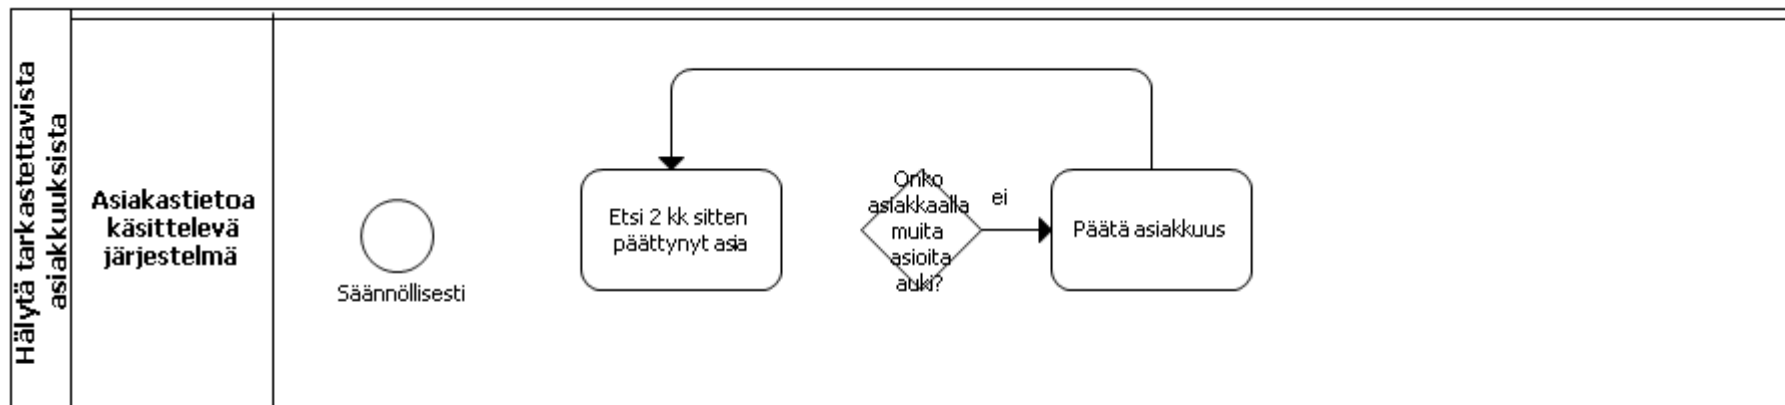 Hälytä tarkastettavista
asiakkuuksista
Asiakastietoa
käsittelevä
järjestelmä
Säännöllisesti
Etsi 2 kk sitten
päättynyt asia
Onko
asiakkaalla
muita
asioita
auki?
ei
Päätä asiakkuus